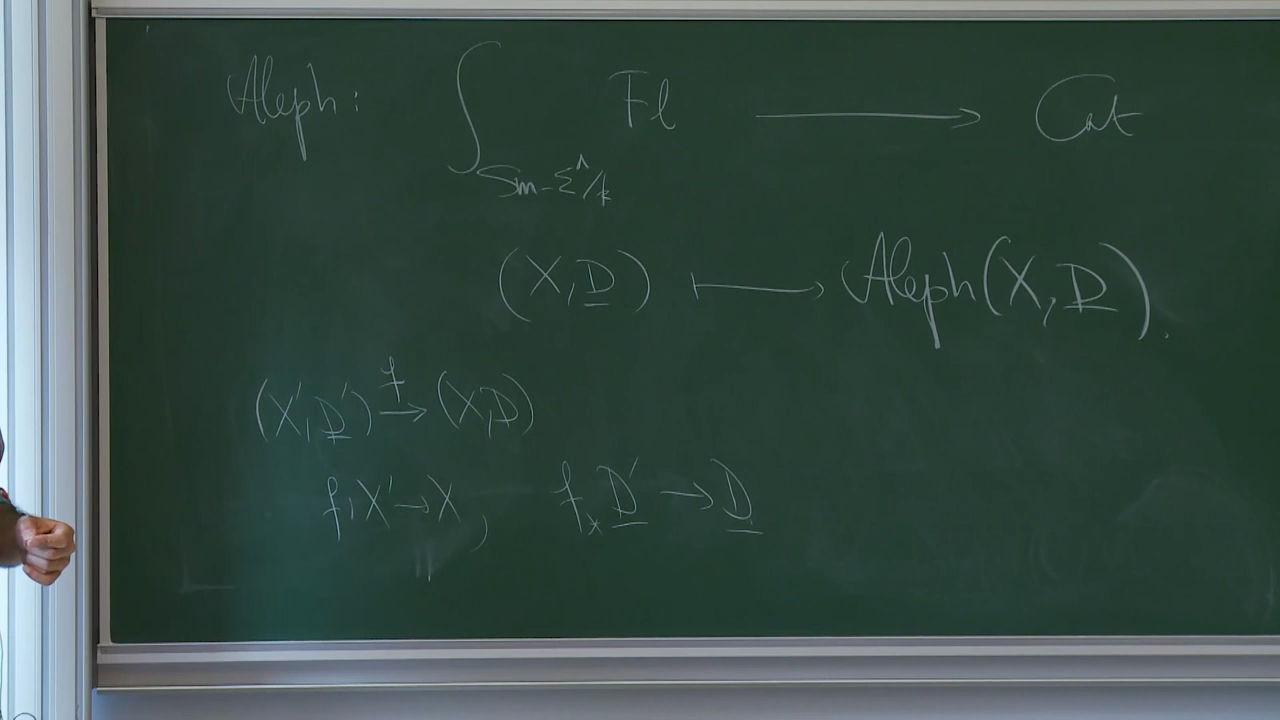 Aleph: ∫_{Sm-Σ^∧/k} Fl ⟶ Cat
(X, D̲) ⟼ Aleph(X, D̲).
(X', D̲') →^f (X, D)
f: X' → X, f_* D̲' → D̲